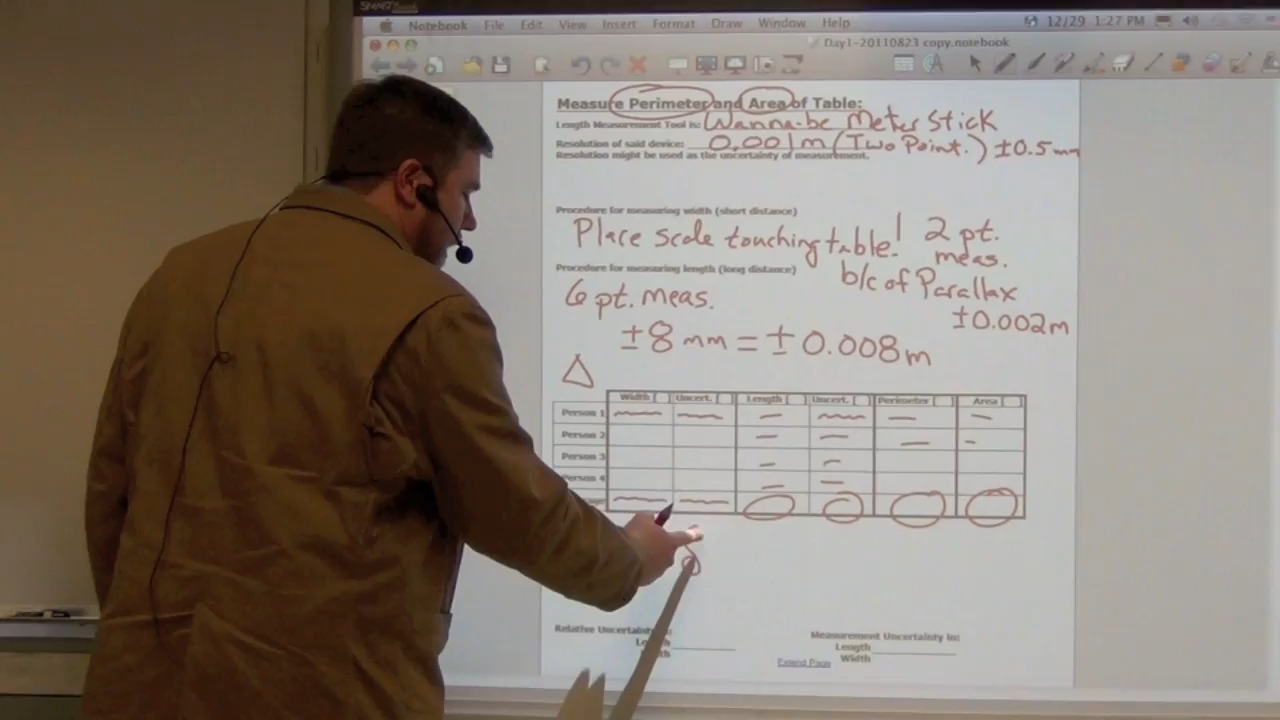 SMART
Notebook File Edit View Insert Format Draw Window Help 12/29 1:27 PM
Day1-20110823 copy.notebook
Measure Perimeter and Area of Table:
Length Measurement Tool is: Wanna-be Meter Stick
Resolution of said device: 0.001m (Two Point.) ±0.5mm
Resolution might be used as the uncertainty of measurement.
Procedure for measuring width (short distance)
Place scale touching table! 2 pt.
meas.
Procedure for measuring length (long distance) b/c of Parallax
6 pt. meas. ±0.002m
±8 mm = ±0.008m
Width [ ] Uncert. [ ] Length [ ] Uncert. [ ] Perimeter [ ] Area [ ]
Person 1
Person 2
Person 3
Person 4
Relative Uncertainty Measurement Uncertainty in:
Length
Extend Page Width